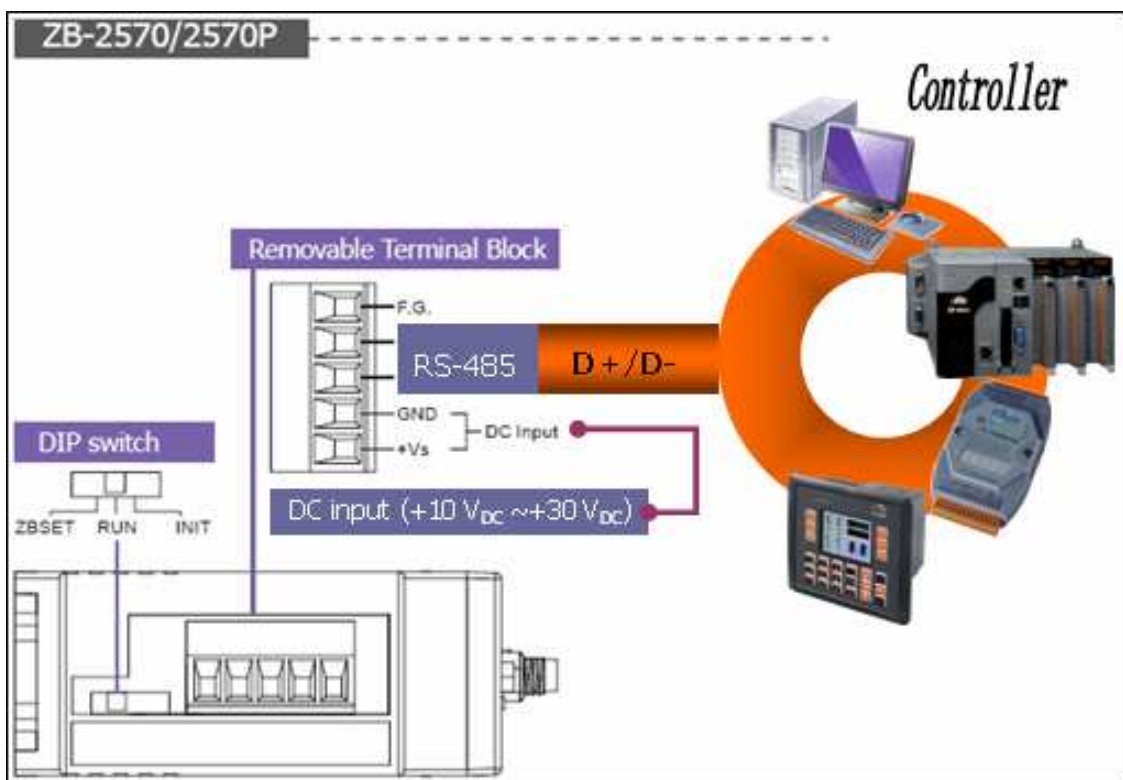 ZB-2570/2570P
Controller
Removable Terminal Block
F.G.
RS-485
D+/D-
GND
DC Input
+Vs
DIP switch
DC input (+10 VDC ~+30 VDC)
ZBSET RUN INIT